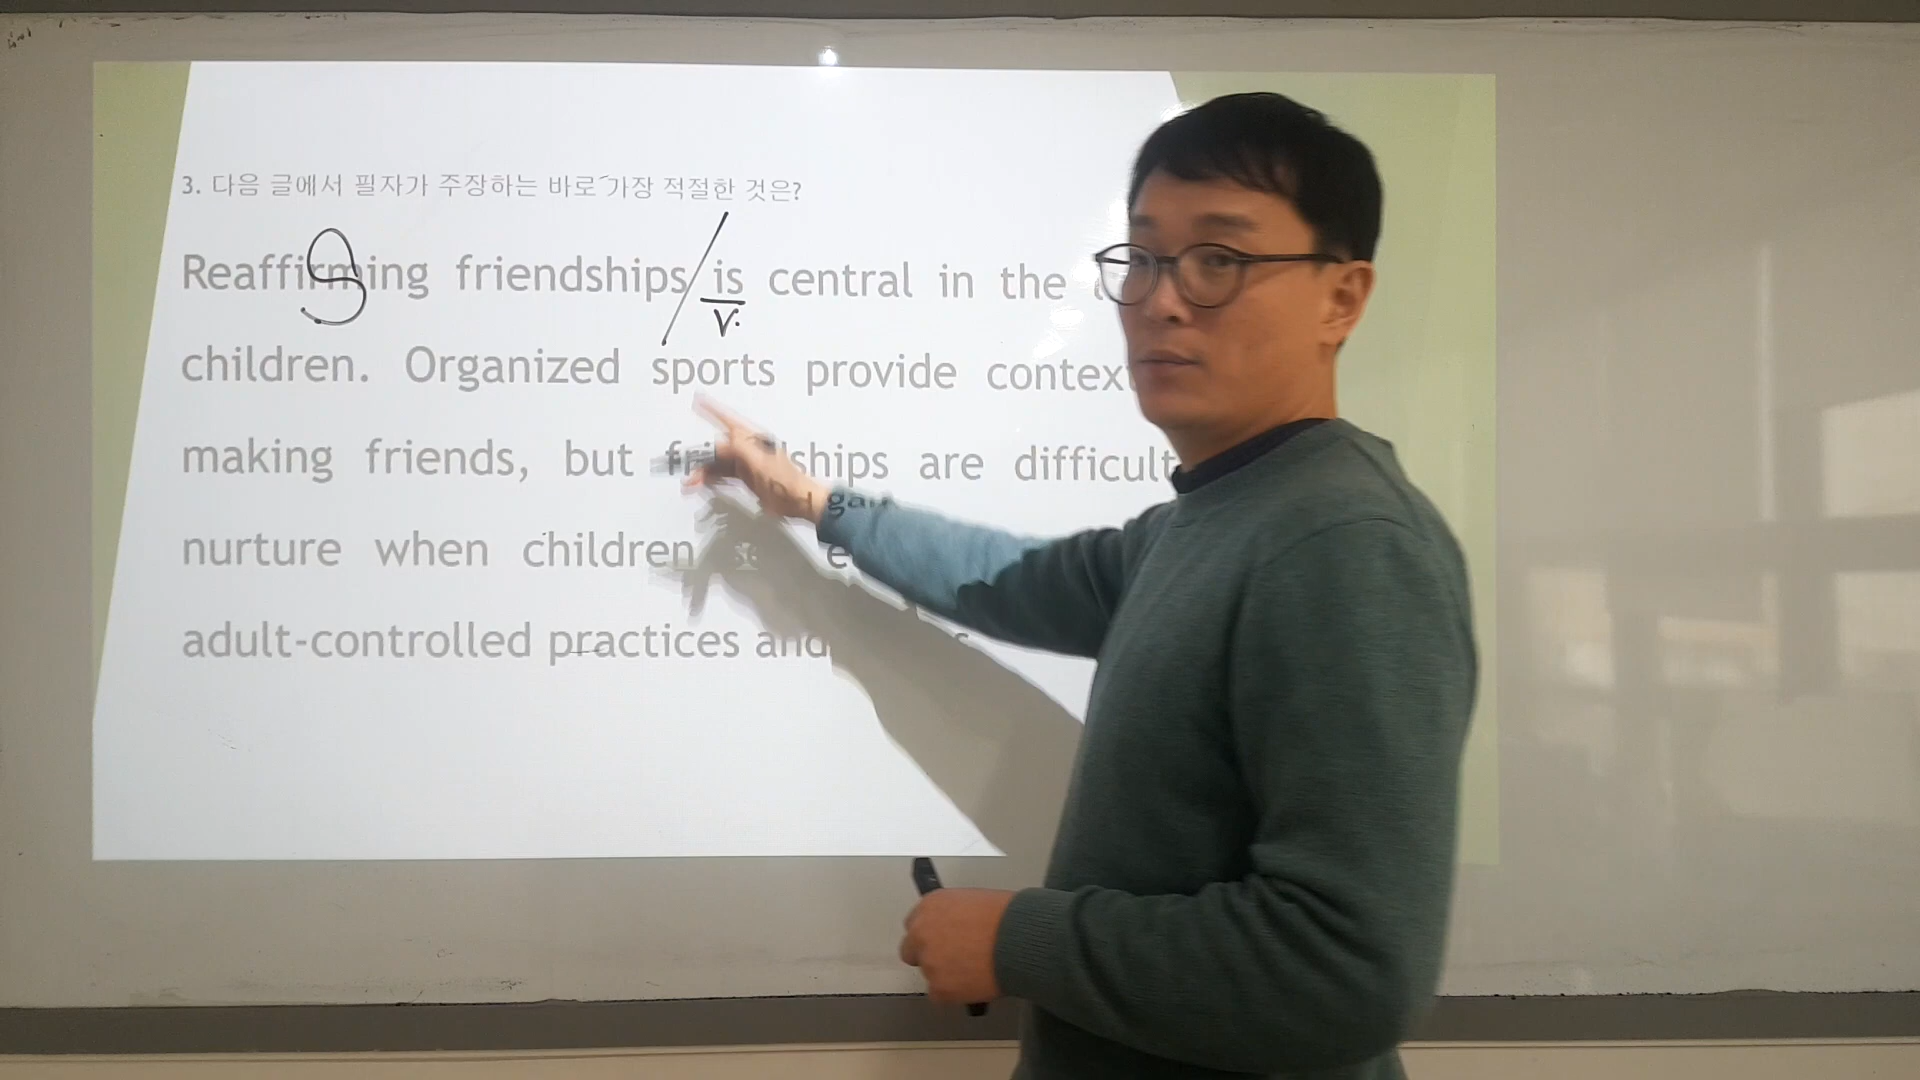 3. 다음 글에서 필자가 주장하는 바로 가장 적절한 것은?
S
Reaffirming friendships / is central in the
v.
children. Organized sports provide
making friends, but friendships are difficult
nurture when children
adult-controlled practices and